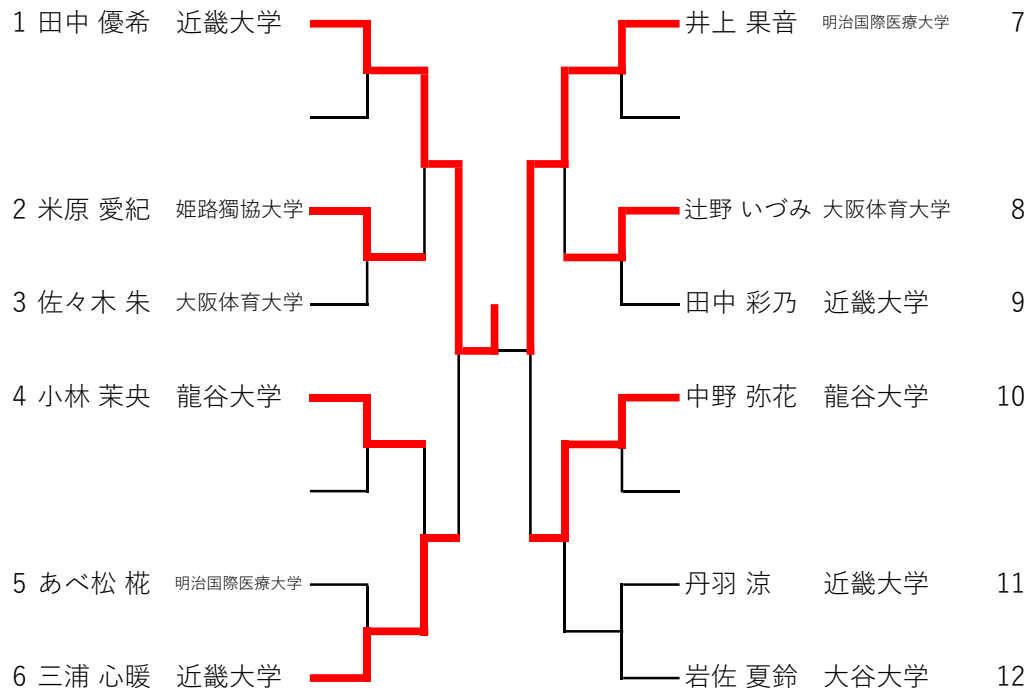 1 田中 優希 近畿大学
2 米原 愛紀 姫路獨協大学
3 佐々木 朱 大阪体育大学
4 小林 茉央 龍谷大学
5 あべ松 椛 明治国際医療大学
6 三浦 心暖 近畿大学
井上 果音 明治国際医療大学 7
辻野 いづみ 大阪体育大学 8
田中 彩乃 近畿大学 9
中野 弥花 龍谷大学 10
丹羽 涼 近畿大学 11
岩佐 夏鈴 大谷大学 12